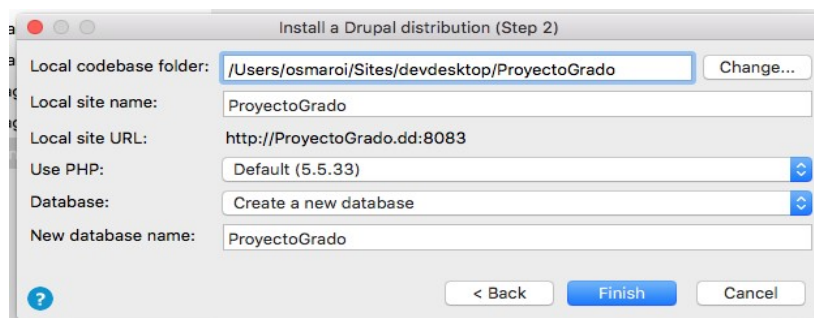 Install a Drupal distribution (Step 2)
Local codebase folder: /Users/osmaroi/Sites/devdesktop/ProyectoGrado Change...
Local site name: ProyectoGrado
Local site URL: http://ProyectoGrado.dd:8083
Use PHP: Default (5.5.33)
Database: Create a new database
New database name: ProyectoGrado
? < Back Finish Cancel